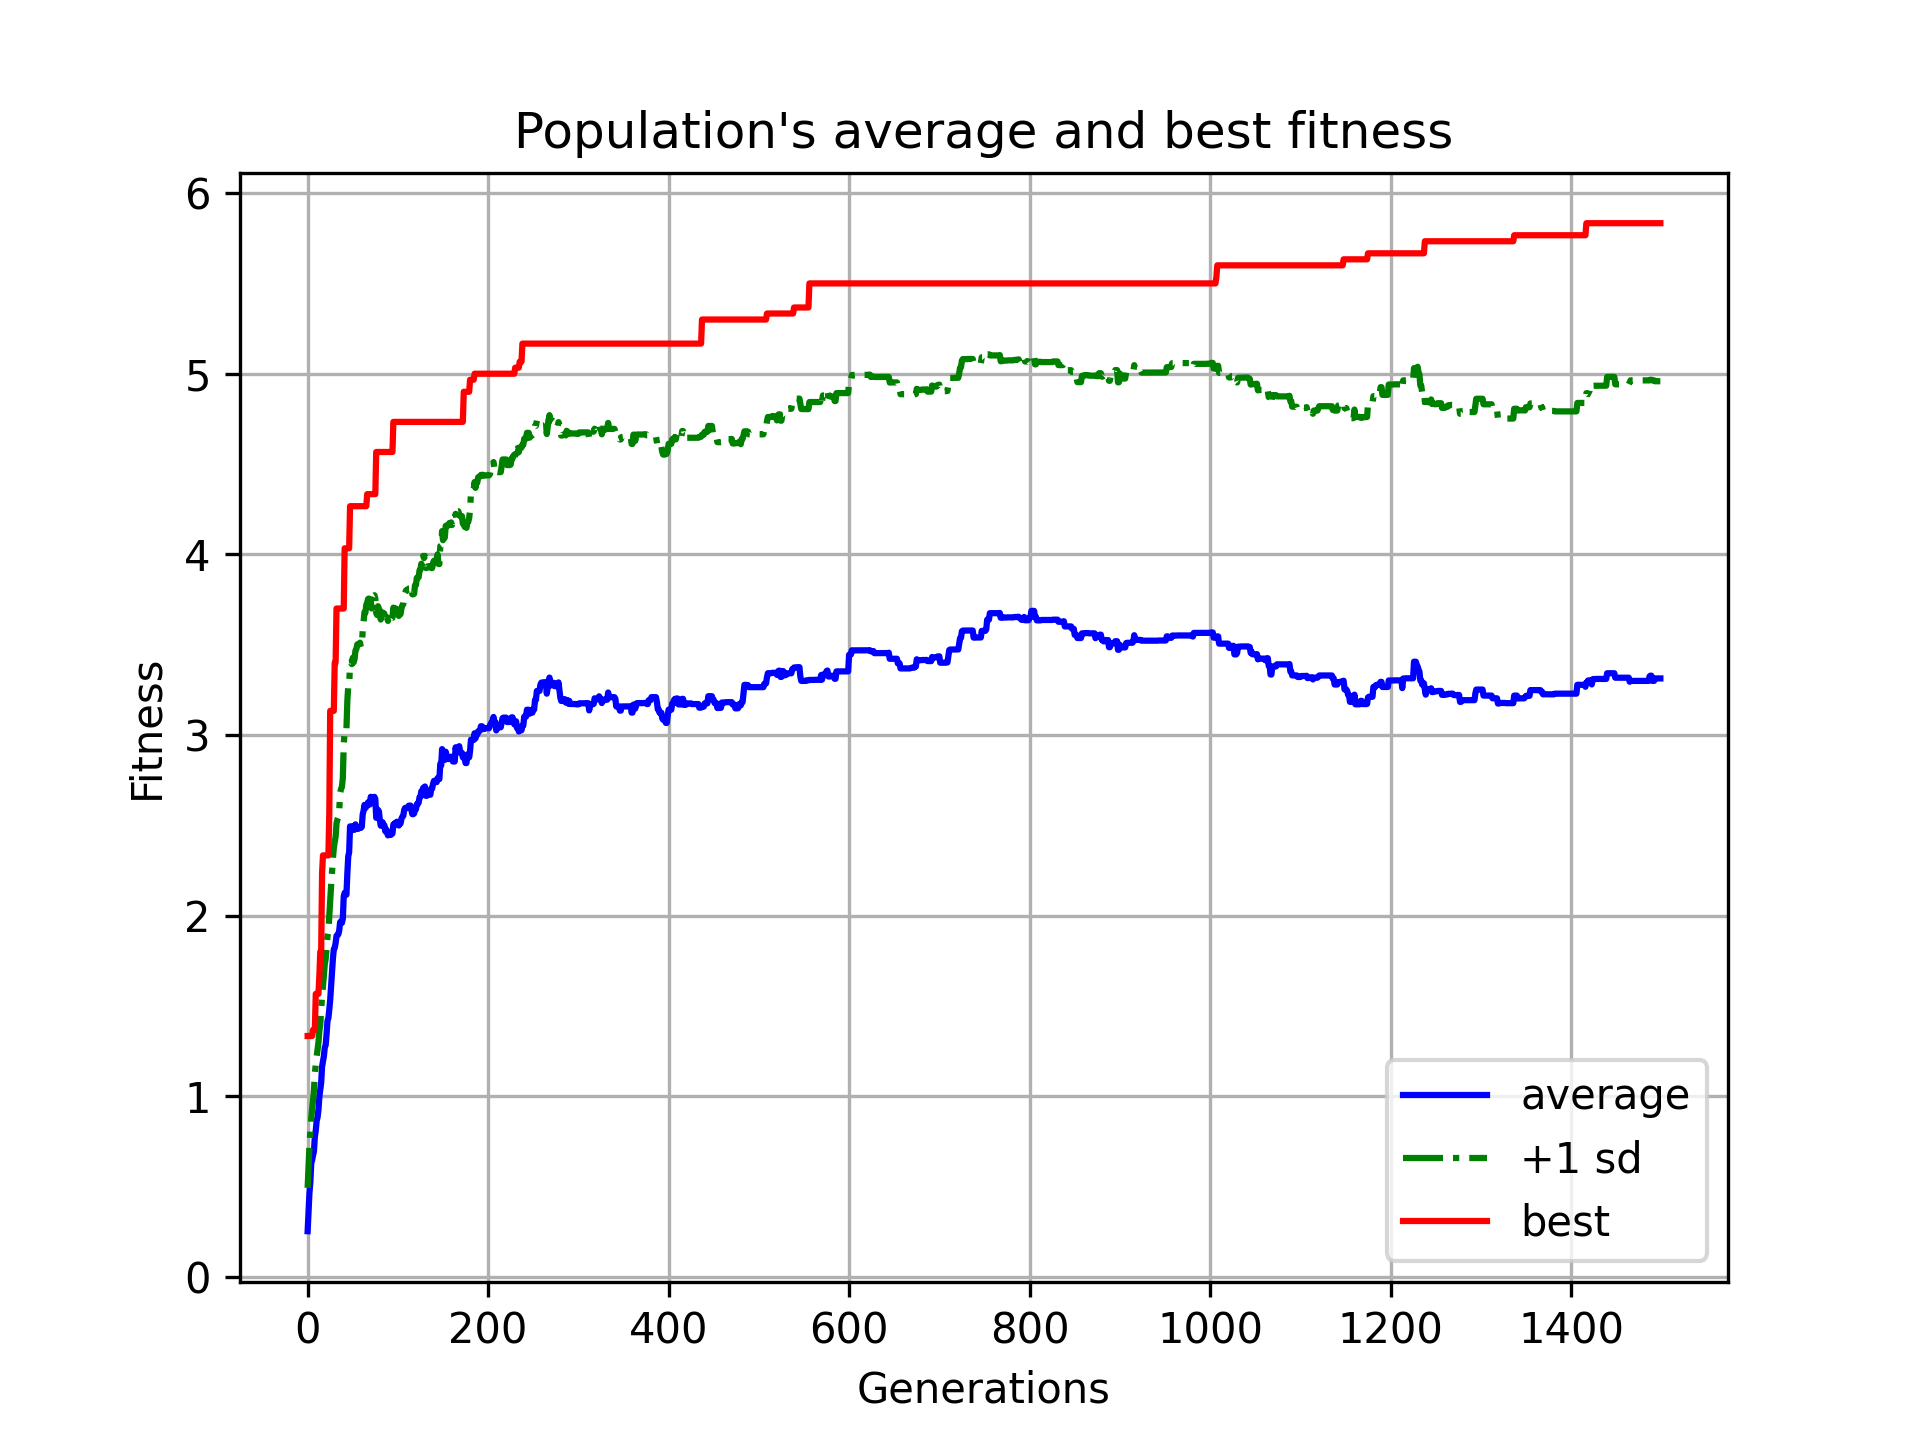 Population's average and best fitness
6
5
4
3
2
1
0
Fitness
0 200 400 600 800 1000 1200 1400
Generations
average
+1 sd
best